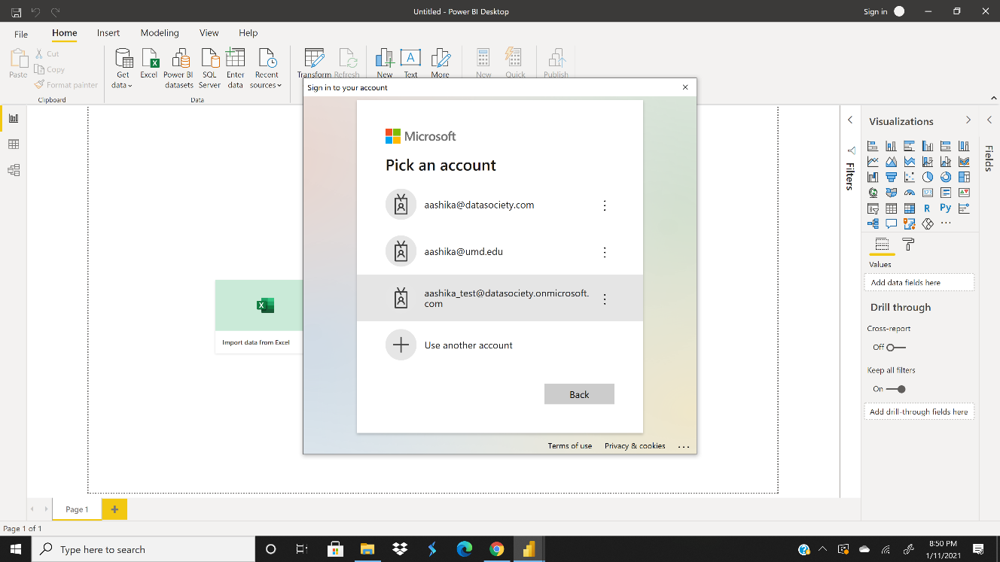 Untitled - Power BI Desktop
Sign in
File
Home
Insert
Modeling
View
Help
Paste
Cut
Copy
Format painter
Clipboard
Get
data
Excel
Power BI
datasets
SQL
Server
Enter
data
Recent
sources
Data
Transform
Refresh
New
Text
More
New
Quick
Publish
Sign in to your account
Microsoft
Pick an account
aashika@datasociety.com
aashika@umd.edu
aashika_test@datasociety.onmicrosoft.
com
Use another account
Back
Terms of use
Privacy & cookies
Import data from Excel
Filters
Visualizations
Fields
123
R
Py
Values
Add data fields here
Drill through
Cross-report
Off
Keep all filters
On
Add drill-through fields here
Page 1
Page 1 of 1
Type here to search
8:50 PM
1/11/2021